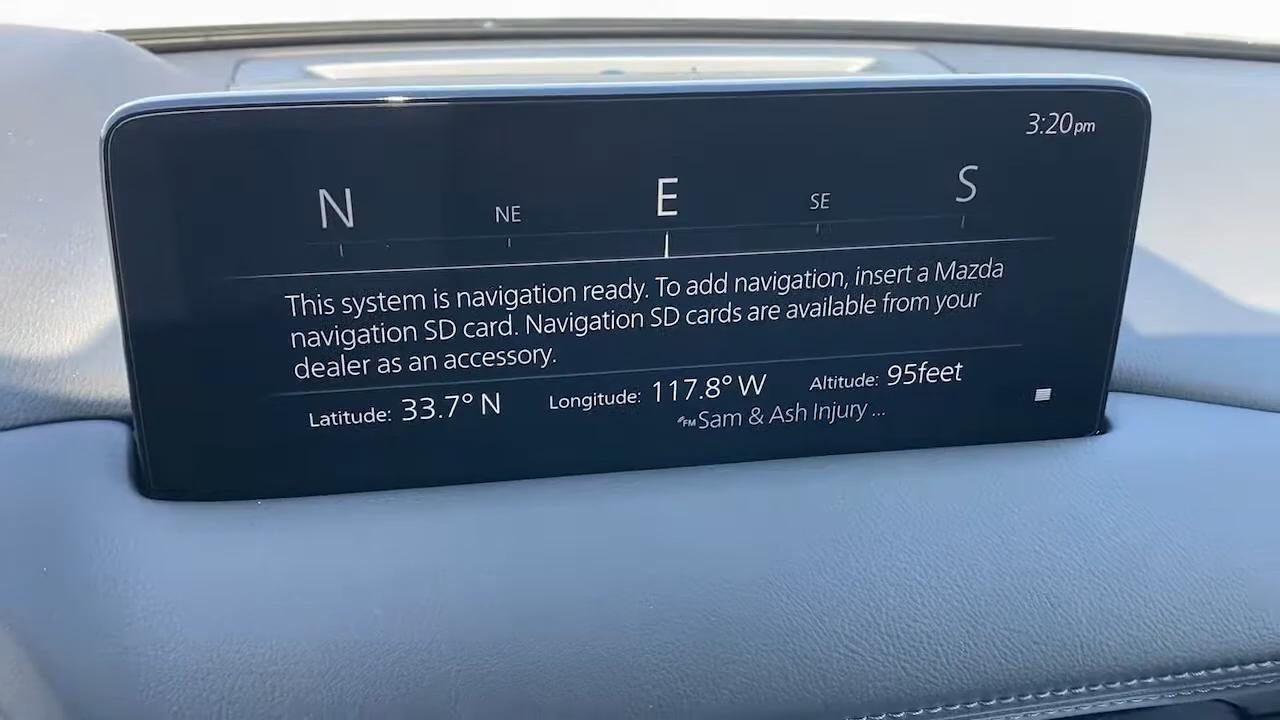 3:20pm
N NE E SE S
This system is navigation ready. To add navigation, insert a Mazda
navigation SD card. Navigation SD cards are available from your
dealer as an accessory.
Latitude: 33.7° N Longitude: 117.8° W Altitude: 95feet
FM Sam & Ash Injury ...